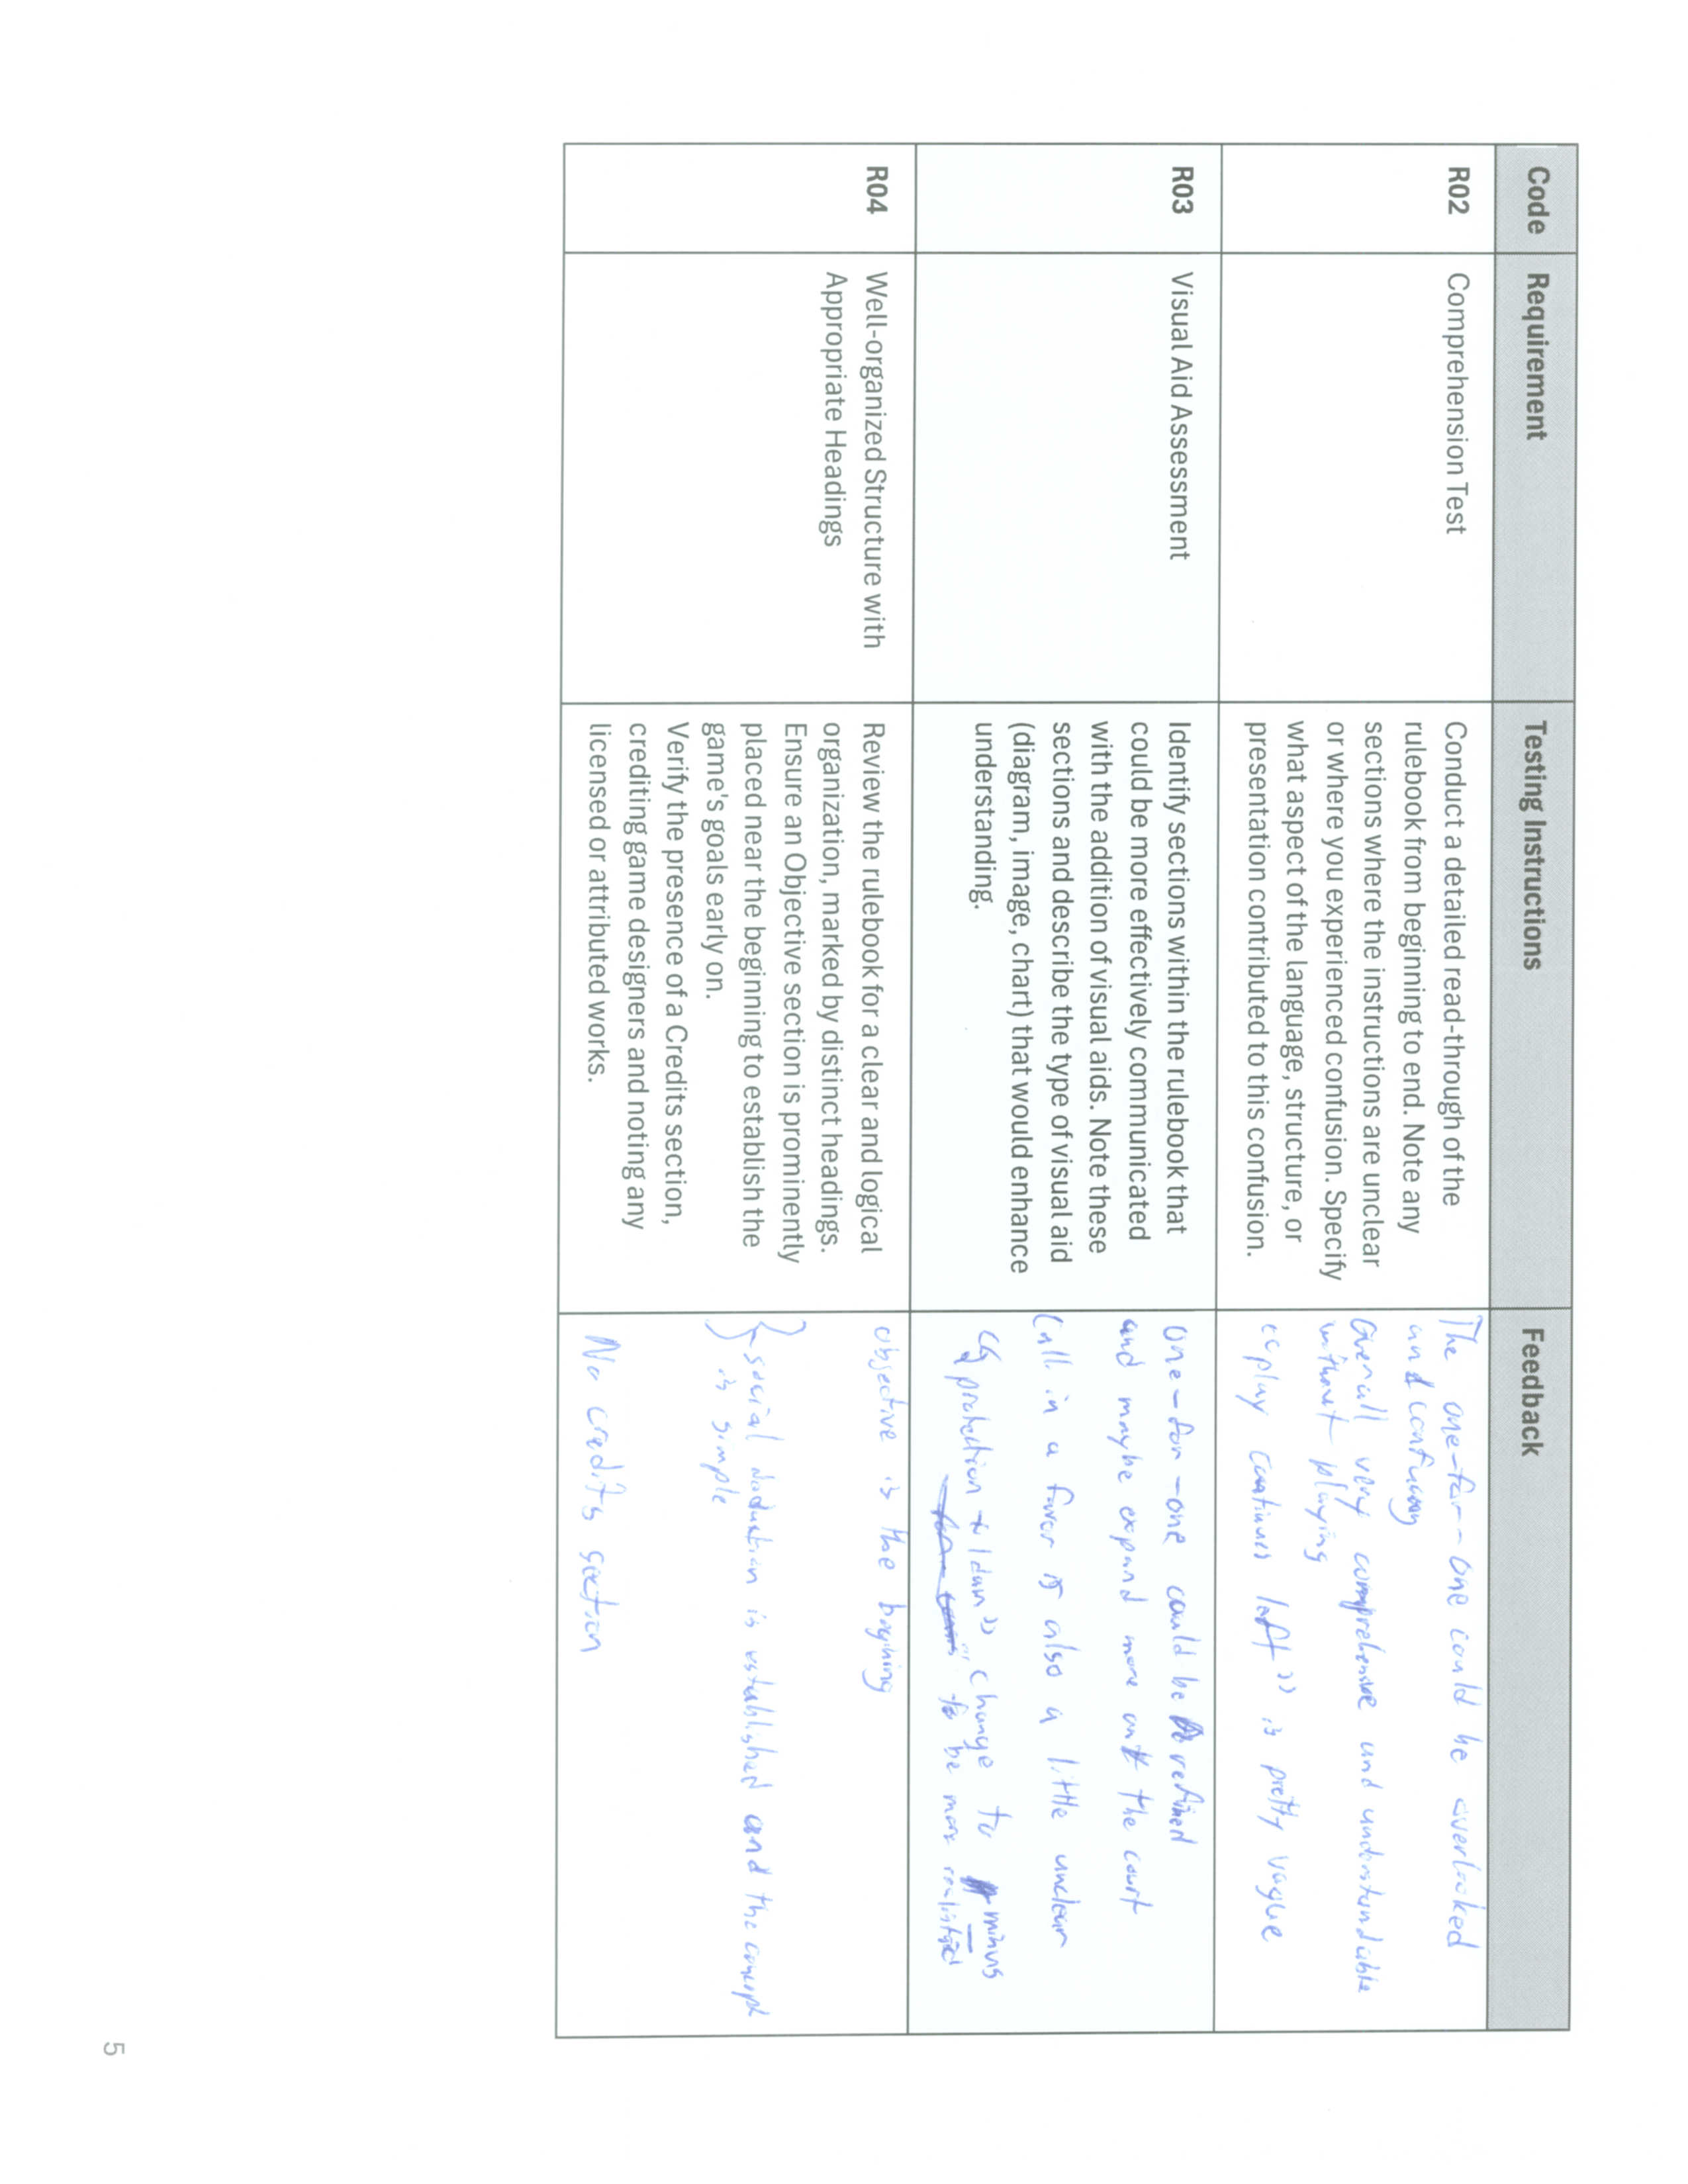 Code Requirement Testing Instructions Feedback
R02 Comprehension Test
Conduct a detailed read-through of the
rulebook from beginning to end. Note any
sections where the instructions are unclear
or where you experienced confusion. Specify
what aspect of the language, structure, or
presentation contributed to this confusion.
The one-for-one could be overlooked
and confusing
Overall very comprehensive and understandable
without playing
"play continues left" is pretty vague
R03 Visual Aid Assessment
Identify sections within the rulebook that
could be more effectively communicated
with the addition of visual aids. Note these
sections and describe the type of visual aid
(diagram, image, chart) that would enhance
understanding.
one-for-one could be refined
and maybe expand more on the court
Call in a favor is also a little unclear
protection + 1 dum" change to minus
to be more realistic
R04 Well-organized Structure with
Appropriate Headings
Review the rulebook for a clear and logical
organization, marked by distinct headings.
Ensure an Objective section is prominently
placed near the beginning to establish the
game's goals early on.
Verify the presence of a Credits section,
crediting game designers and noting any
licensed or attributed works.
objective is the begining
social deduction is established and the concept
is simple
No credits section
5